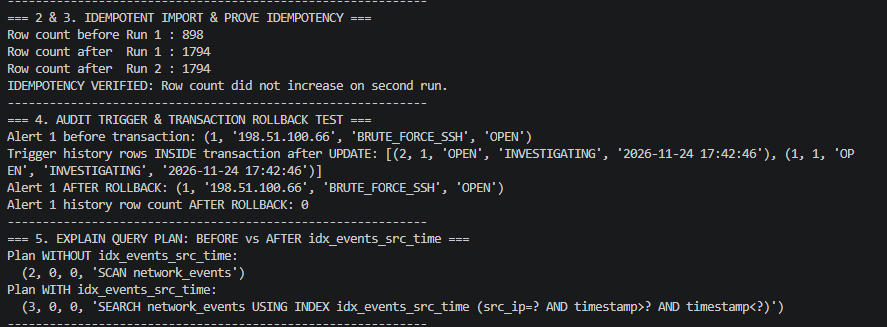 ------------------------------------------------------------
=== 2 & 3. IDEMPOTENT IMPORT & PROVE IDEMPOTENCY ===
Row count before Run 1 : 898
Row count after  Run 1 : 1794
Row count after  Run 2 : 1794
IDEMPOTENCY VERIFIED: Row count did not increase on second run.
------------------------------------------------------------
=== 4. AUDIT TRIGGER & TRANSACTION ROLLBACK TEST ===
Alert 1 before transaction: (1, '198.51.100.66', 'BRUTE_FORCE_SSH', 'OPEN')
Trigger history rows INSIDE transaction after UPDATE: [(2, 1, 'OPEN', 'INVESTIGATING', '2026-11-24 17:42:46'), (1, 1, 'OP
EN', 'INVESTIGATING', '2026-11-24 17:42:46')]
Alert 1 AFTER ROLLBACK: (1, '198.51.100.66', 'BRUTE_FORCE_SSH', 'OPEN')
Alert 1 history row count AFTER ROLLBACK: 0
------------------------------------------------------------
=== 5. EXPLAIN QUERY PLAN: BEFORE vs AFTER idx_events_src_time ===
Plan WITHOUT idx_events_src_time:
  (2, 0, 0, 'SCAN network_events')
Plan WITH idx_events_src_time:
  (3, 0, 0, 'SEARCH network_events USING INDEX idx_events_src_time (src_ip=? AND timestamp>? AND timestamp<?)')
------------------------------------------------------------